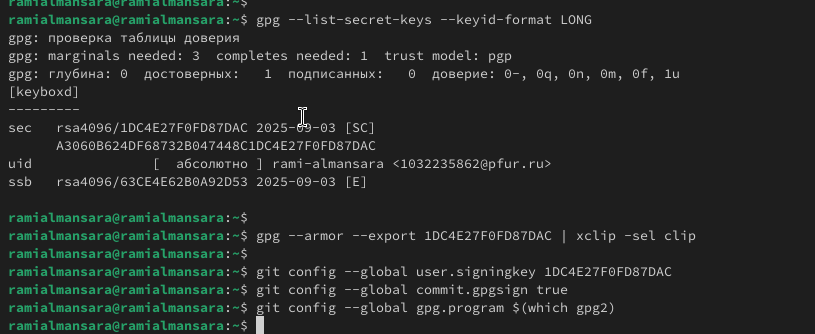 ramialmansara@ramialmansara:~$
ramialmansara@ramialmansara:~$ gpg --list-secret-keys --keyid-format LONG
gpg: проверка таблицы доверия
gpg: marginals needed: 3  completes needed: 1  trust model: pgp
gpg: глубина: 0  достоверных:   1  подписанных:   0  доверие: 0-, 0q, 0n, 0m, 0f, 1u
[keyboxd]
---------
sec   rsa4096/1DC4E27F0FD87DAC 2025-09-03 [SC]
      A3060B624DF68732B047448C1DC4E27F0FD87DAC
uid               [  абсолютно ] rami-almansara <1032235862@pfur.ru>
ssb   rsa4096/63CE4E62B0A92D53 2025-09-03 [E]
ramialmansara@ramialmansara:~$
ramialmansara@ramialmansara:~$ gpg --armor --export 1DC4E27F0FD87DAC | xclip -sel clip
ramialmansara@ramialmansara:~$
ramialmansara@ramialmansara:~$ git config --global user.signingkey 1DC4E27F0FD87DAC
ramialmansara@ramialmansara:~$ git config --global commit.gpgsign true
ramialmansara@ramialmansara:~$ git config --global gpg.program $(which gpg2)
ramialmansara@ramialmansara:~$